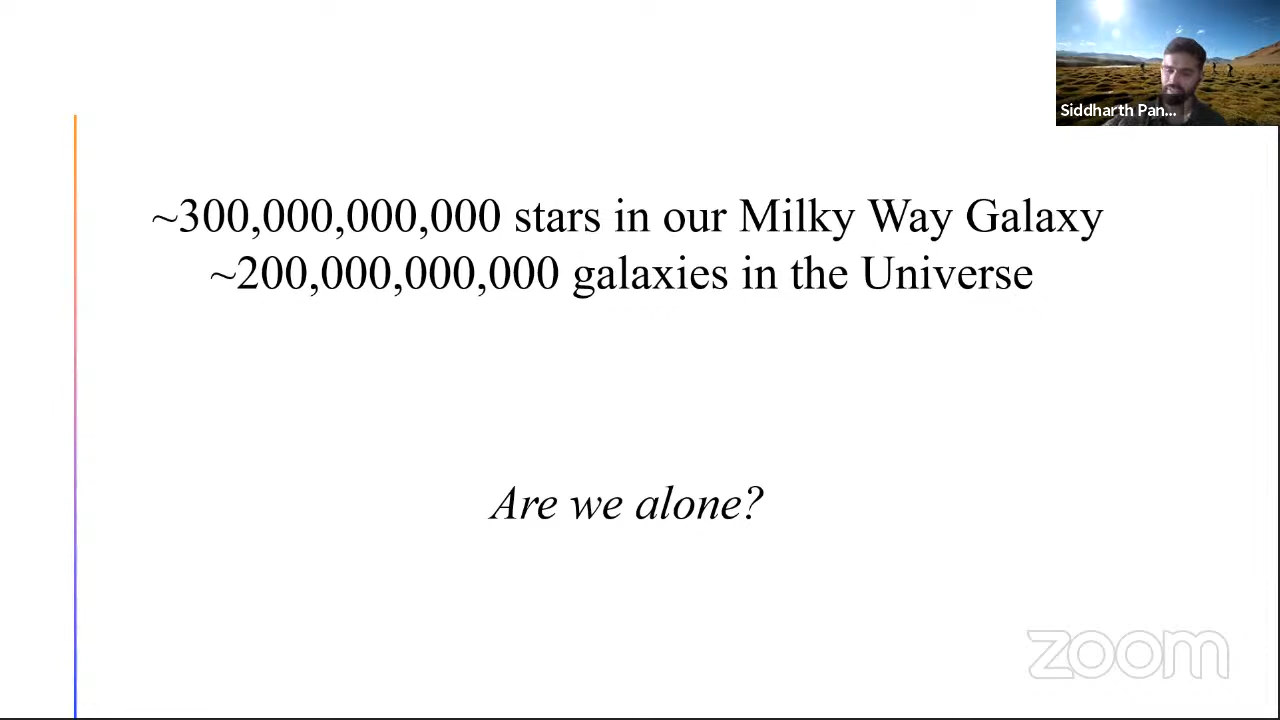 Siddharth Pan...
~300,000,000,000 stars in our Milky Way Galaxy
~200,000,000,000 galaxies in the Universe
Are we alone?
zoom